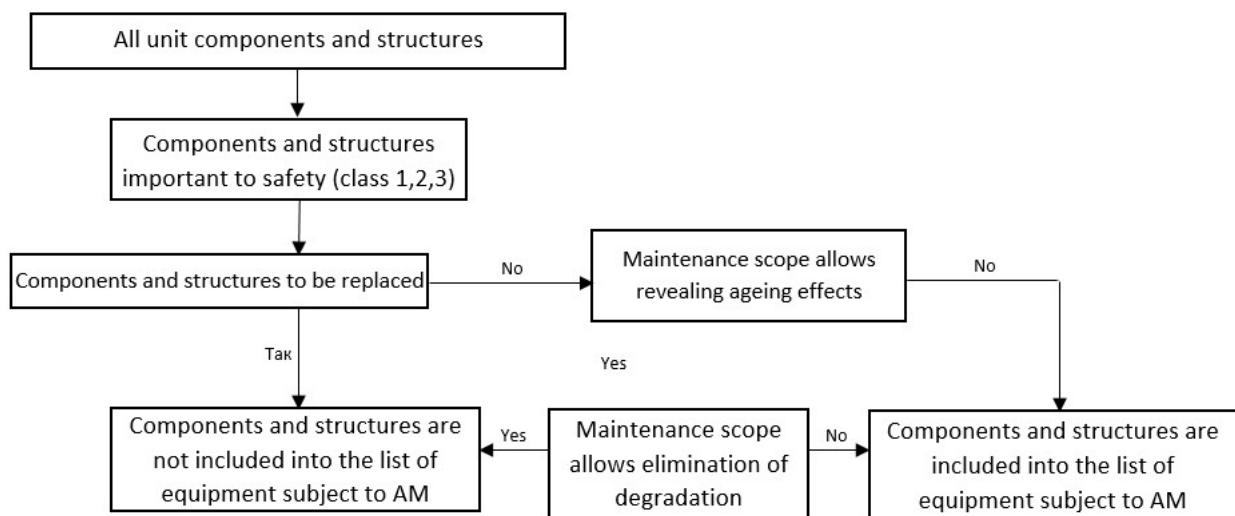 All unit components and structures
Components and structures
important to safety (class 1,2,3)
Components and structures to be replaced
No
Maintenance scope allows
revealing ageing effects
No
Так
Yes
Components and structures are
not included into the list of
equipment subject to AM
Yes
Maintenance scope
allows elimination of
degradation
No
Components and structures are
included into the list of
equipment subject to AM